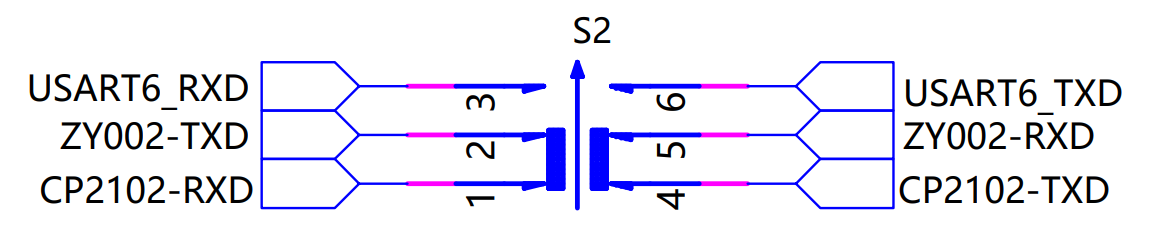 S2
USART6_RXD 3 6 USART6_TXD
ZY002-TXD 2 5 ZY002-RXD
CP2102-RXD 1 4 CP2102-TXD